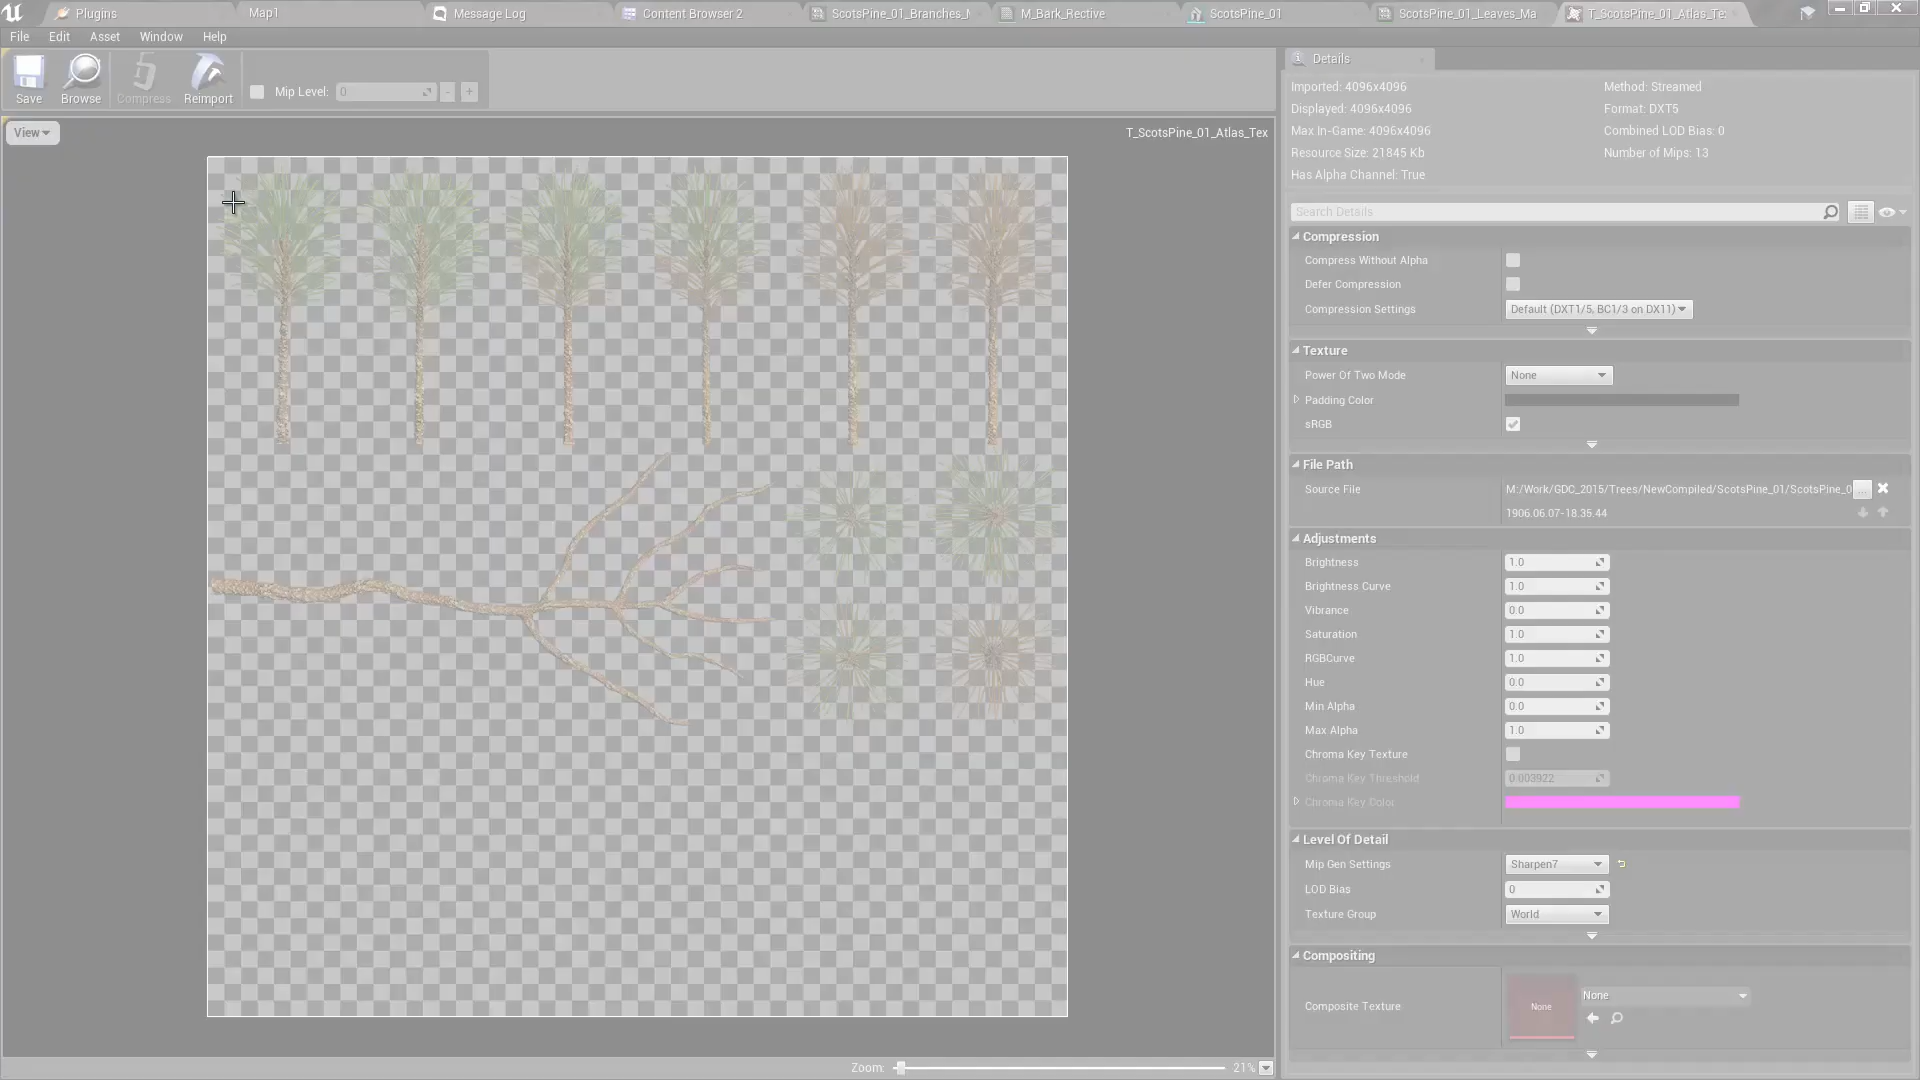 Plugins
Map1
Message Log
Content Browser 2
ScotsPine_01_Branches_
M_Bark_Rective
ScotsPine_01
ScotsPine_01_Leaves_Ma
T_ScotsPine_01_Atlas_Te
File Edit Asset Window Help
Save Browse Compress Reimport
Mip Level: 0 - +
View
T_ScotsPine_01_Atlas_Tex
Zoom: 21%
Details
Imported: 4096x4096
Method: Streamed
Displayed: 4096x4096
Format: DXT5
Max In-Game: 4096x4096
Combined LOD Bias: 0
Resource Size: 21845 Kb
Number of Mips: 13
Has Alpha Channel: True
Search Details
Compression
Compress Without Alpha
Defer Compression
Compression Settings Default (DXT1/5, BC1/3 on DX11)
Texture
Power Of Two Mode None
Padding Color
sRGB
File Path
Source File M:/Work/GDC_2015/Trees/NewCompiled/ScotsPine_01/ScotsPine_0 ...
1906.06.07-18.35.44
Adjustments
Brightness 1.0
Brightness Curve 1.0
Vibrance 0.0
Saturation 1.0
RGBCurve 1.0
Hue 0.0
Min Alpha 0.0
Max Alpha 1.0
Chroma Key Texture
Chroma Key Threshold 0.003922
Chroma Key Color
Level Of Detail
Mip Gen Settings Sharpen7
LOD Bias 0
Texture Group World
Compositing
Composite Texture None None